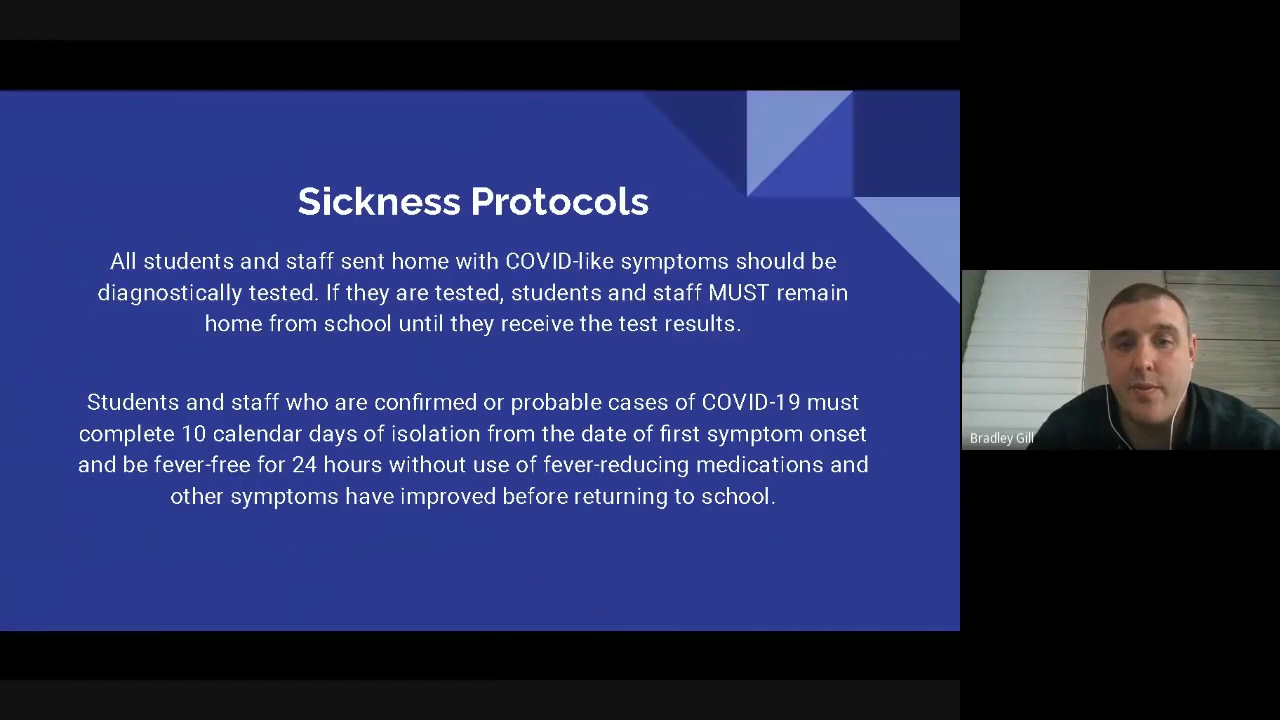 Sickness Protocols
All students and staff sent home with COVID-like symptoms should be
diagnostically tested. If they are tested, students and staff MUST remain
home from school until they receive the test results.
Students and staff who are confirmed or probable cases of COVID-19 must
complete 10 calendar days of isolation from the date of first symptom onset
and be fever-free for 24 hours without use of fever-reducing medications and
other symptoms have improved before returning to school.
Bradley Gill